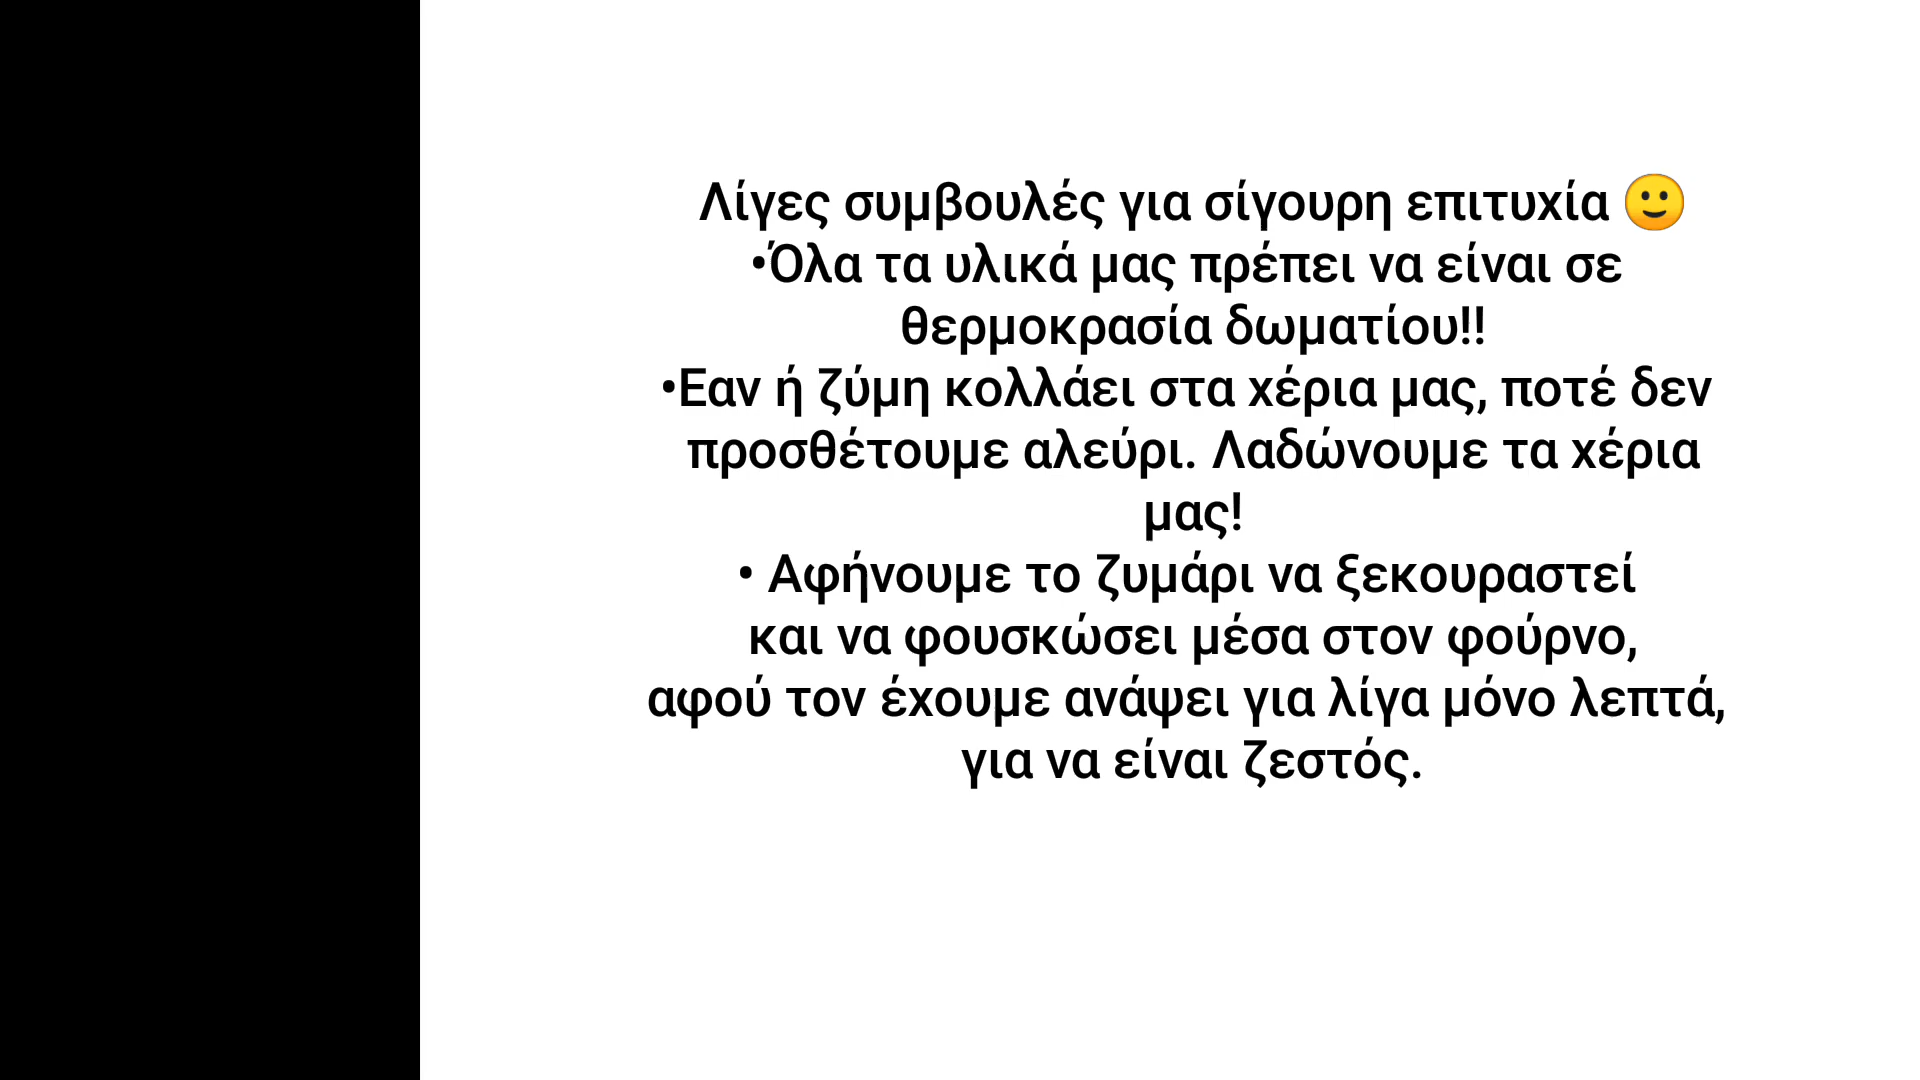 Λίγες συμβουλές για σίγουρη επιτυχία 🙂
•Όλα τα υλικά μας πρέπει να είναι σε
θερμοκρασία δωματίου!!
•Εαν ή ζύμη κολλάει στα χέρια μας, ποτέ δεν
προσθέτουμε αλεύρι. Λαδώνουμε τα χέρια
μας!
• Αφήνουμε το ζυμάρι να ξεκουραστεί
και να φουσκώσει μέσα στον φούρνο,
αφού τον έχουμε ανάψει για λίγα μόνο λεπτά,
για να είναι ζεστός.